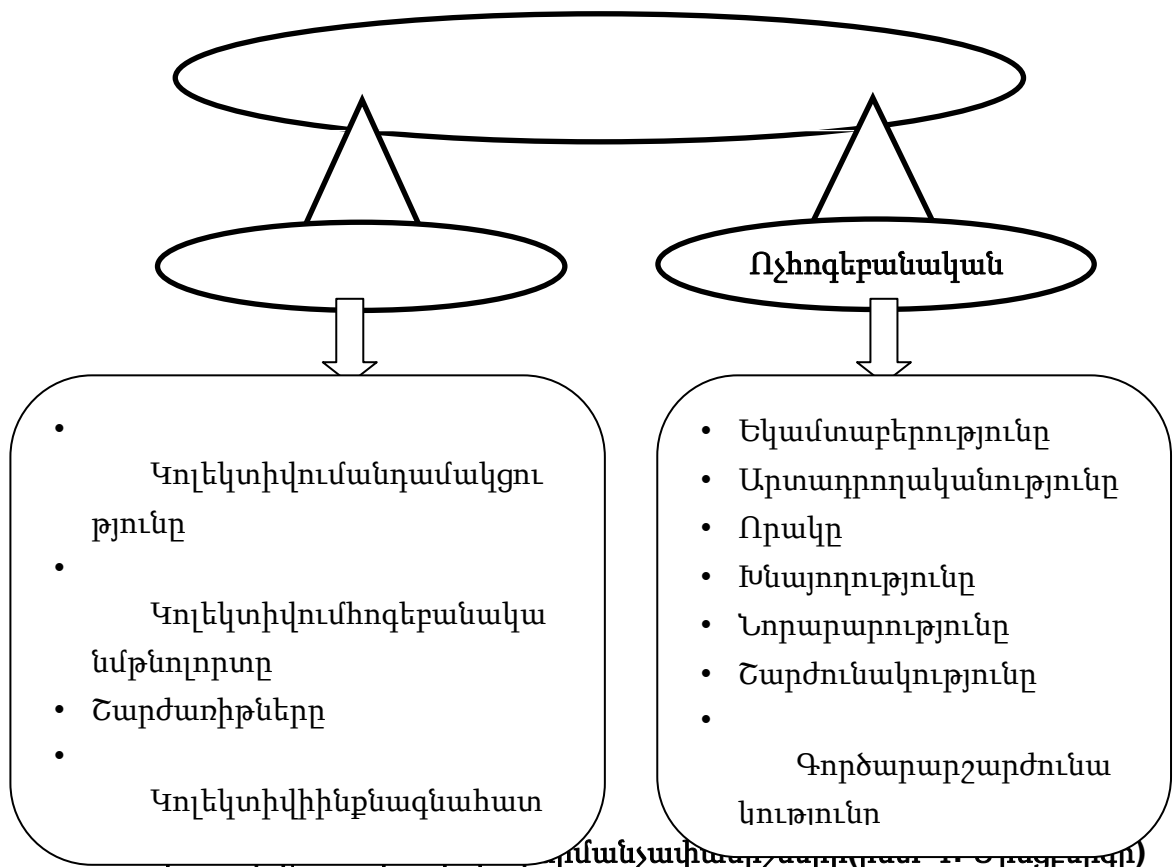 Ոչհոգեբանական
•
Կոլեկտիվումանդամակցու
թյունը
•
Կոլեկտիվումհոգեբանակա
նմթնոլորտը
• Շարժառիթները
•
Կոլեկտիվիինքնագնահատ
• Եկամտաբերությունը
• Արտադրողականությունը
• Որակը
• Խնայողությունը
• Նորարարությունը
• Շարժունակությունը
•
Գործարարշարժունա
կությունը